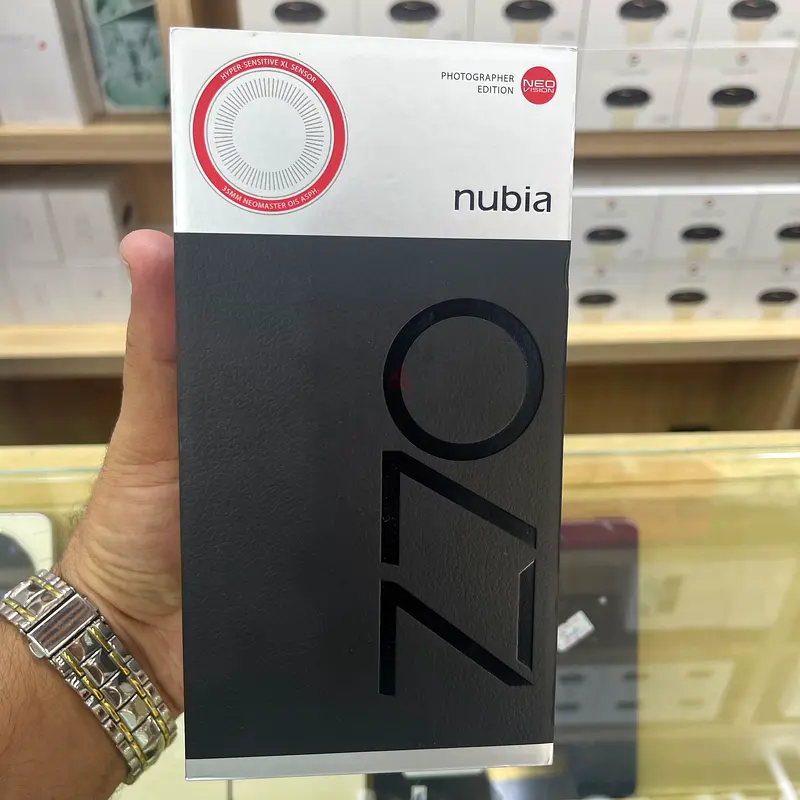 HYPER-SENSITIVE XL SENSOR
35MM NEOMASTER OIS ASPH.
PHOTOGRAPHER
EDITION
NEO
VISION
nubia
Z70